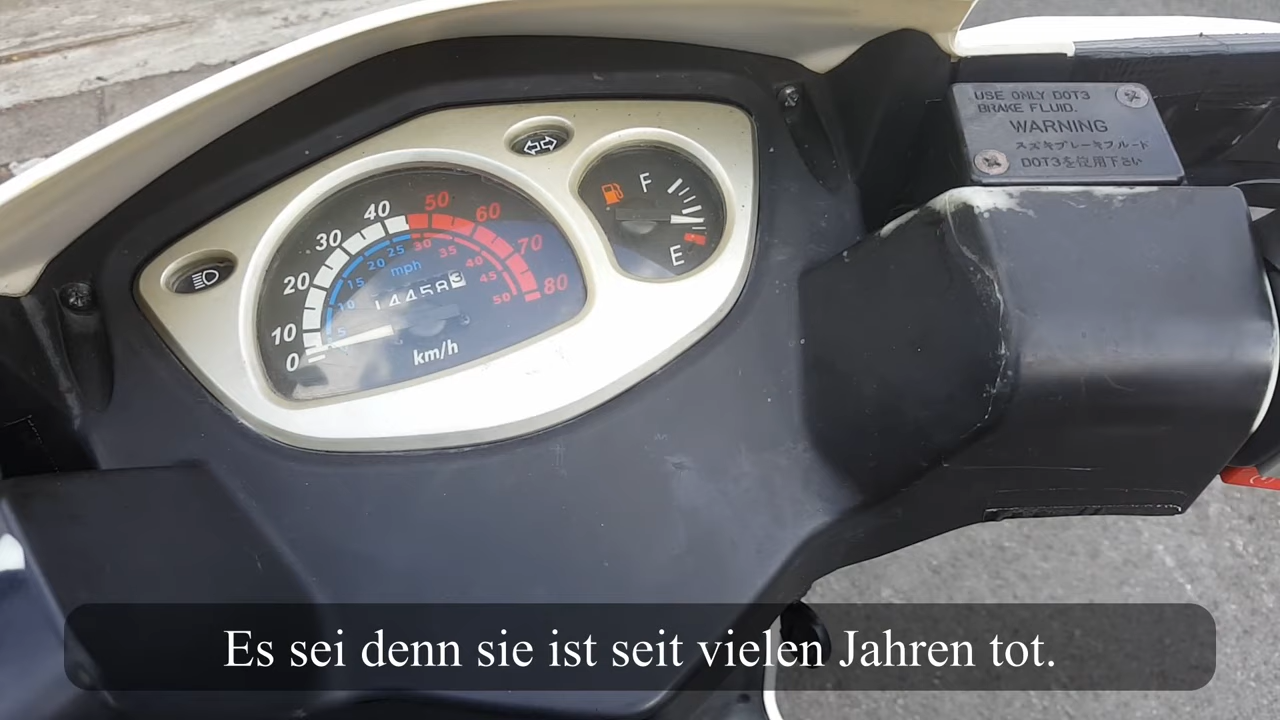 USE ONLY DOT3
BRAKE FLUID.
WARNING
スズキブレーキフルード
DOT3を使用下さい
F
E
0
10
20
30
40
50
60
70
80
5
10
15
20
25
30
35
40
45
50
mph
14458 3
km/h
Es sei denn sie ist seit vielen Jahren tot.